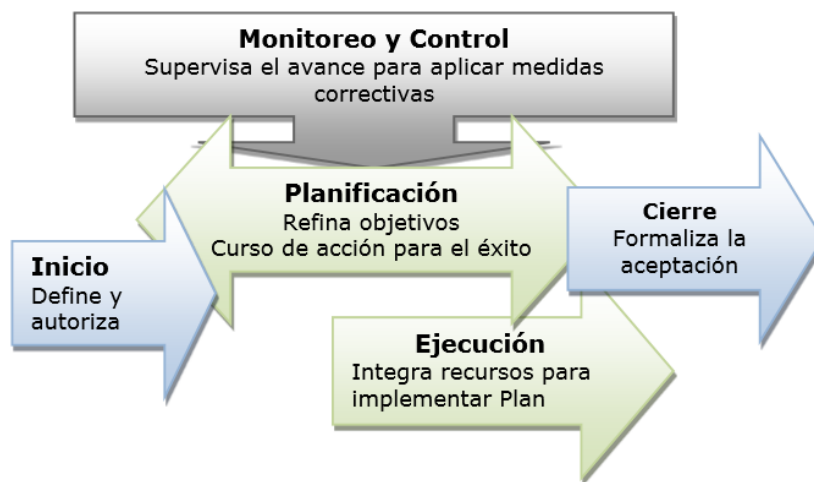 Monitoreo y Control
Supervisa el avance para aplicar medidas
correctivas
Planificación
Refina objetivos
Curso de acción para el éxito
Inicio
Define y
autoriza
Cierre
Formaliza la
aceptación
Ejecución
Integra recursos para
implementar Plan